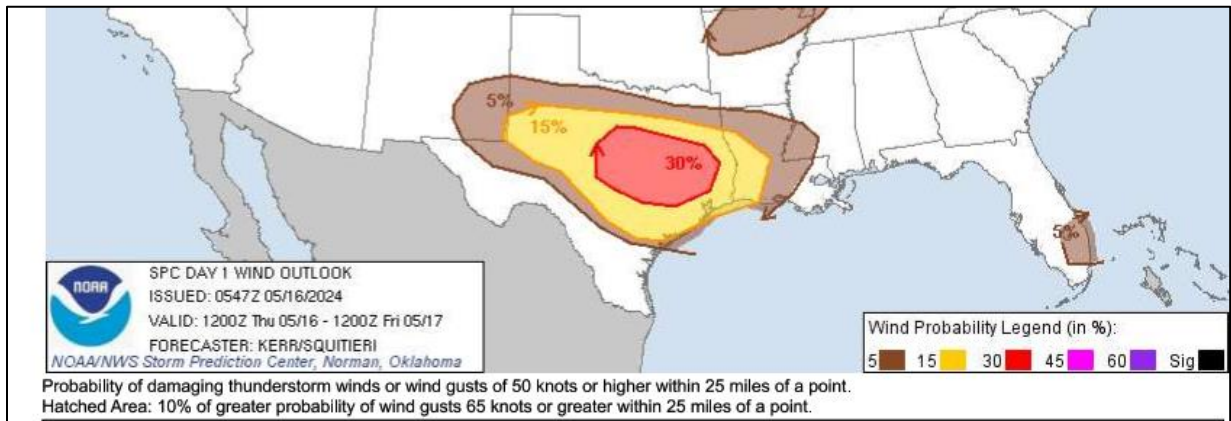 5%
15%
30%
5%
NOAA
SPC DAY 1 WIND OUTLOOK
ISSUED: 0547Z 05/16/2024
VALID: 1200Z Thu 05/16 - 1200Z Fri 05/17
FORECASTER: KERR/SQUITIERI
NOAA/NWS Storm Prediction Center, Norman, Oklahoma
Wind Probability Legend (in %):
5 15 30 45 60 Sig
Probability of damaging thunderstorm winds or wind gusts of 50 knots or higher within 25 miles of a point.
Hatched Area: 10% of greater probability of wind gusts 65 knots or greater within 25 miles of a point.